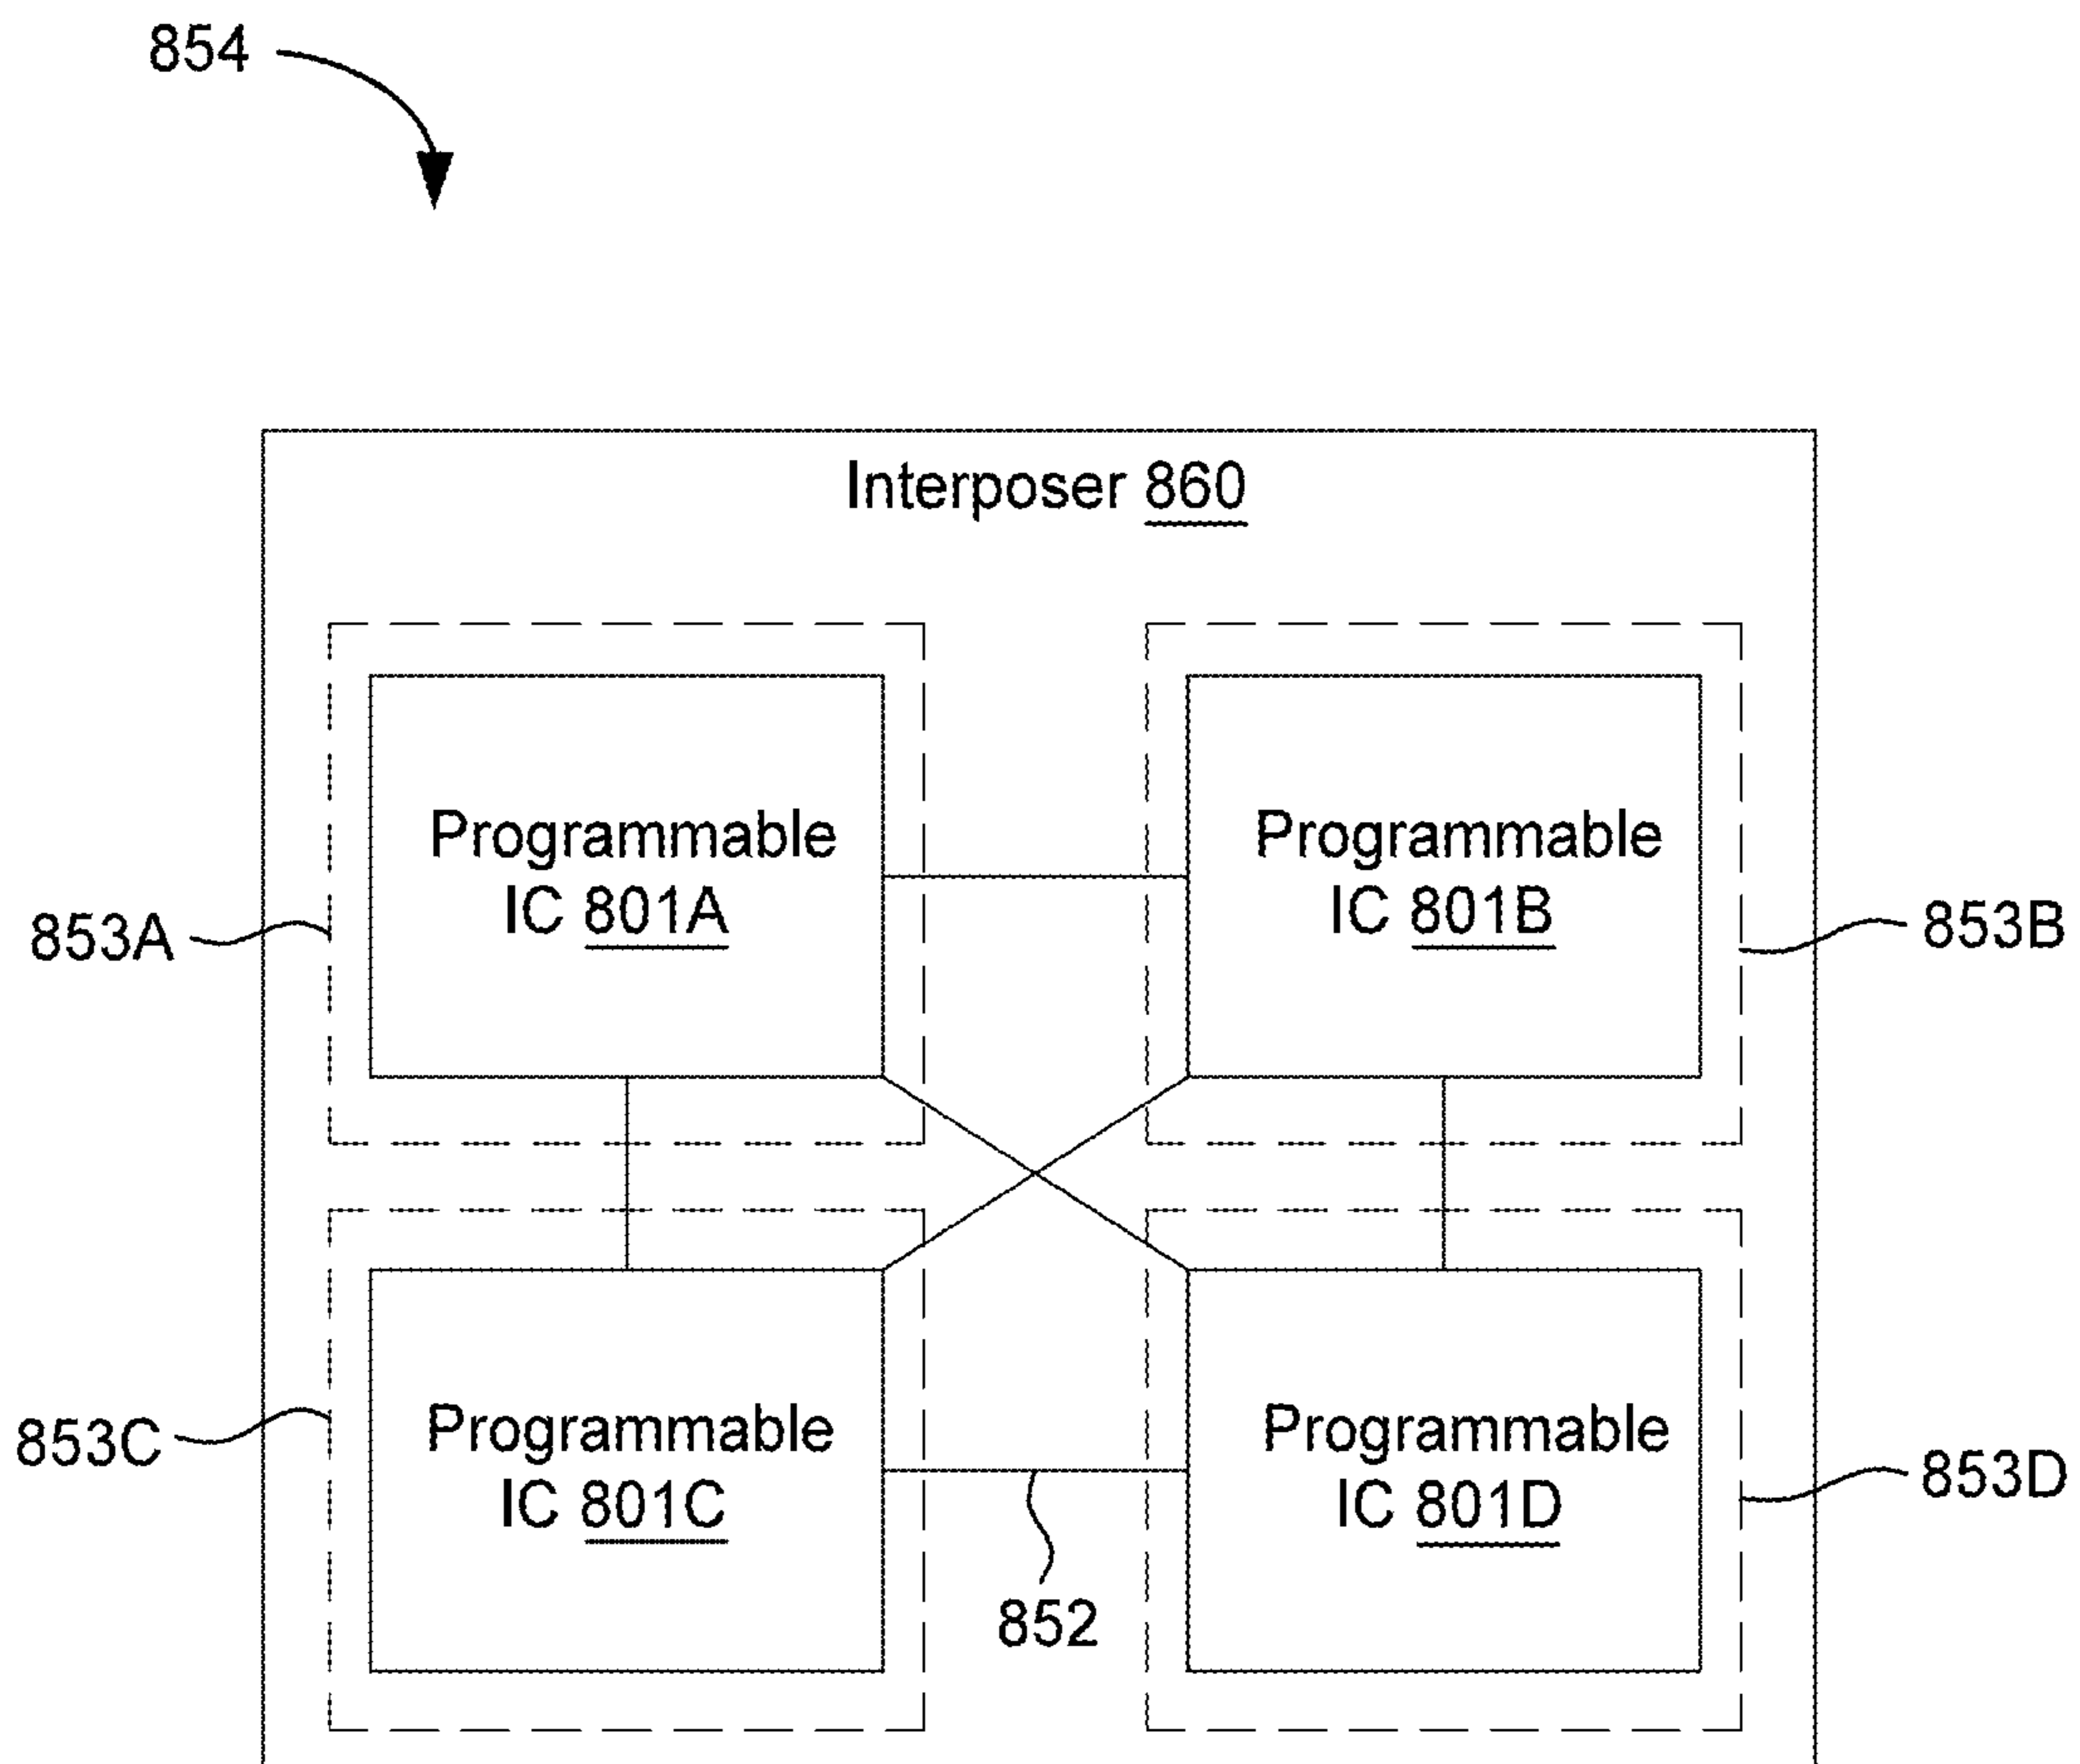 854
Interposer 860
Programmable
IC 801A
Programmable
IC 801B
853A
853B
Programmable
IC 801C
Programmable
IC 801D
853C
853D
852